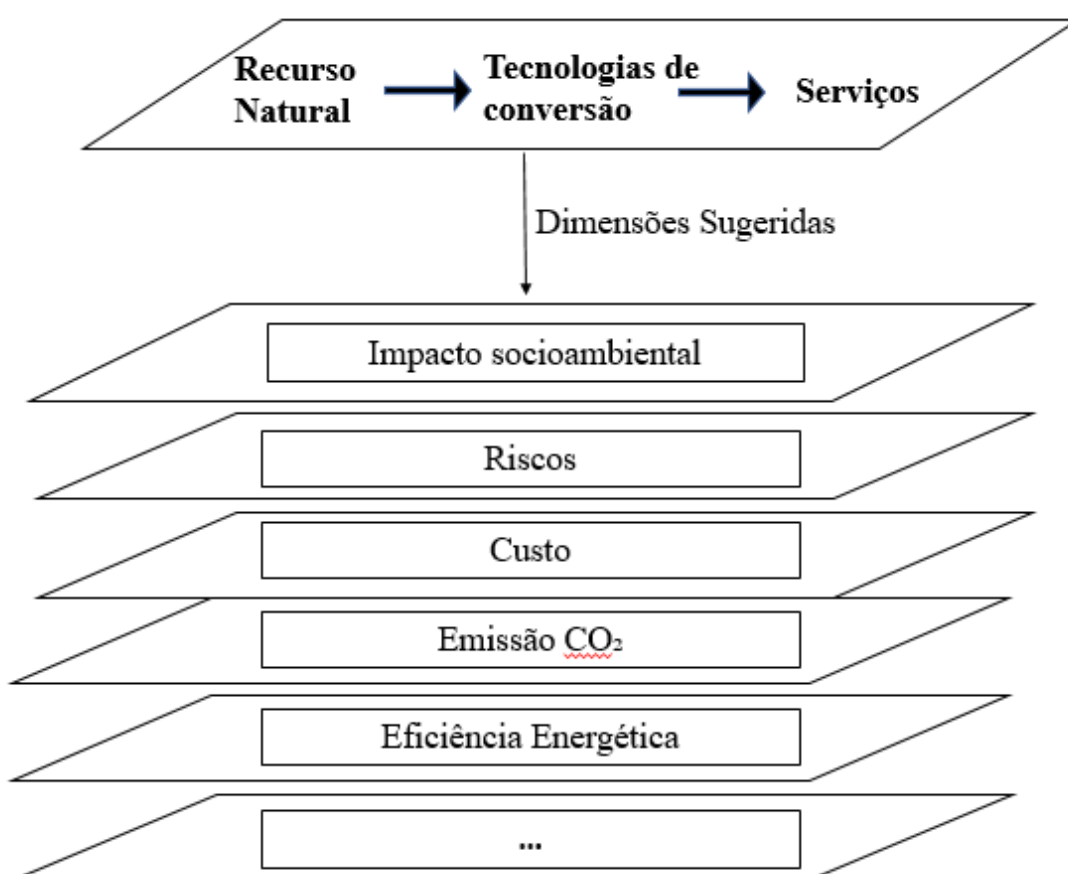 Recurso
Natural
Tecnologias de
conversão
Serviços
Dimensões Sugeridas
Impacto socioambiental
Riscos
Custo
Emissão CO₂
Eficiência Energética
...